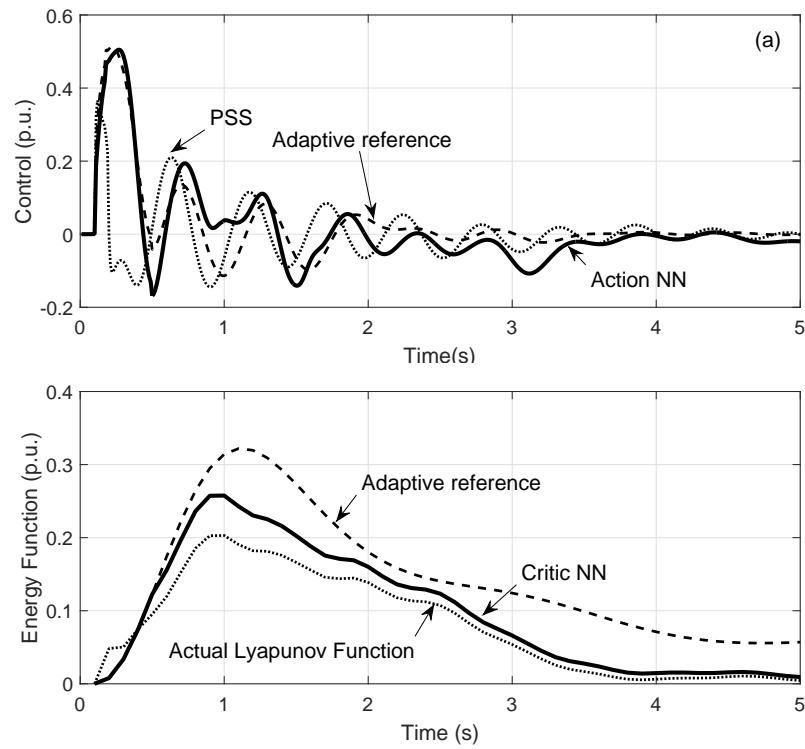 0.6
(a)
0.4
PSS
Adaptive reference
0.2
Control (p.u.)
0
Action NN
-0.2
0 1 2 3 4 5
Time(s)
0.4
Adaptive reference
0.3
Energy Function (p.u.)
0.2
Critic NN
0.1
Actual Lyapunov Function
0
0 1 2 3 4 5
Time (s)